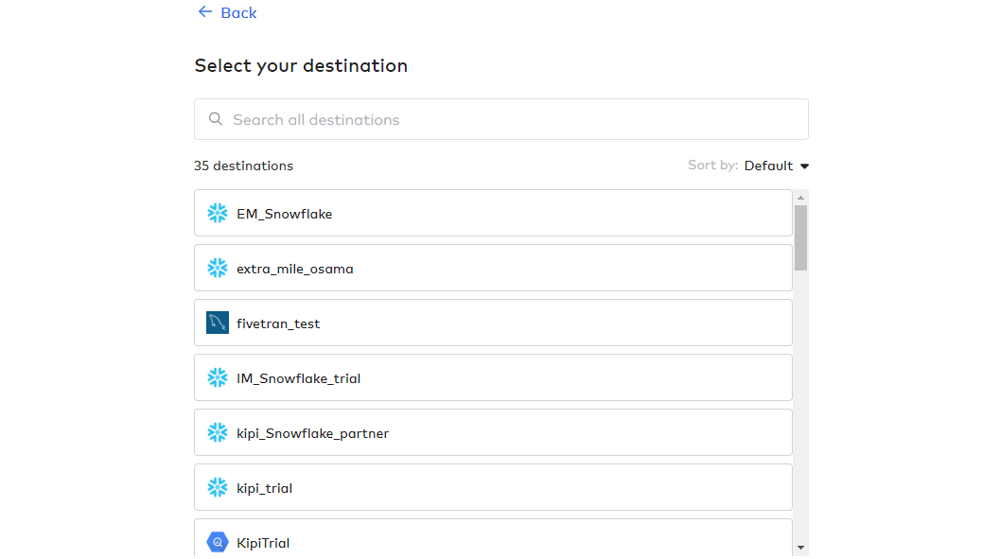 Back
Select your destination
Search all destinations
35 destinations
Sort by: Default
EM_Snowflake
extra_mile_osama
fivetran_test
IM_Snowflake_trial
kipi_Snowflake_partner
kipi_trial
KipiTrial